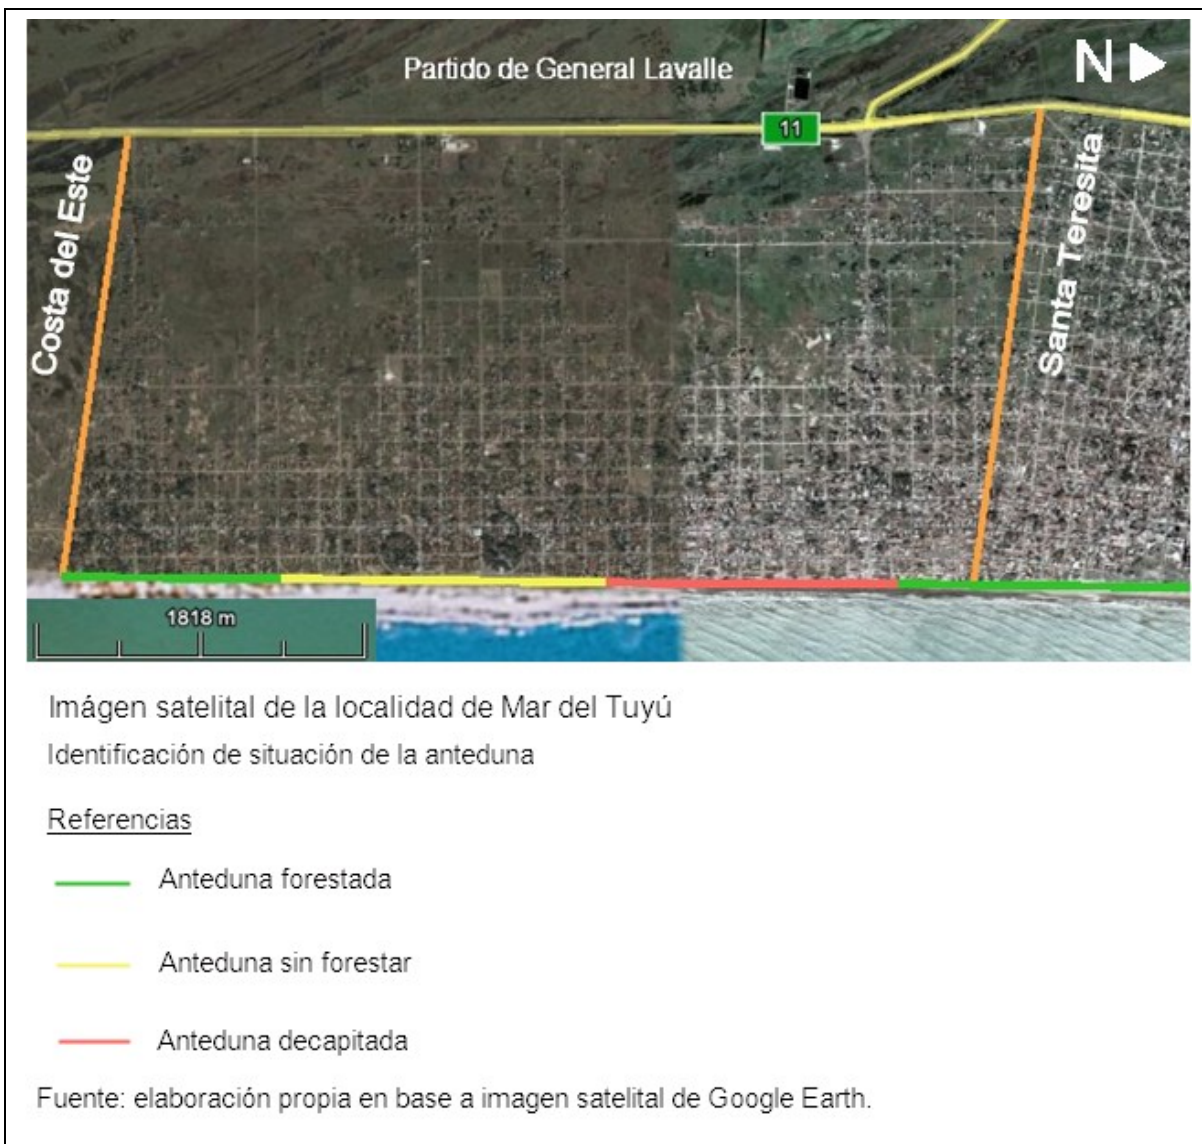 Partido de General Lavalle
N
11
Costa del Este
Santa Teresita
1818 m
Imágen satelital de la localidad de Mar del Tuyú
Identificación de situación de la anteduna
Referencias
Anteduna forestada
Anteduna sin forestar
Anteduna decapitada
Fuente: elaboración propia en base a imagen satelital de Google Earth.